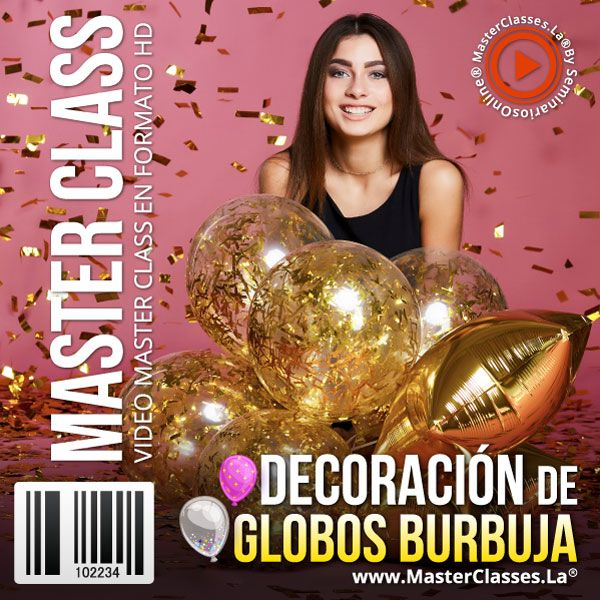 MASTER CLASS
VIDEO MASTER CLASS EN FORMATO HD
MasterClasses.La®By SeminariosOnline®
DECORACIÓN DE
GLOBOS BURBUJA
www.MasterClasses.La®
102234